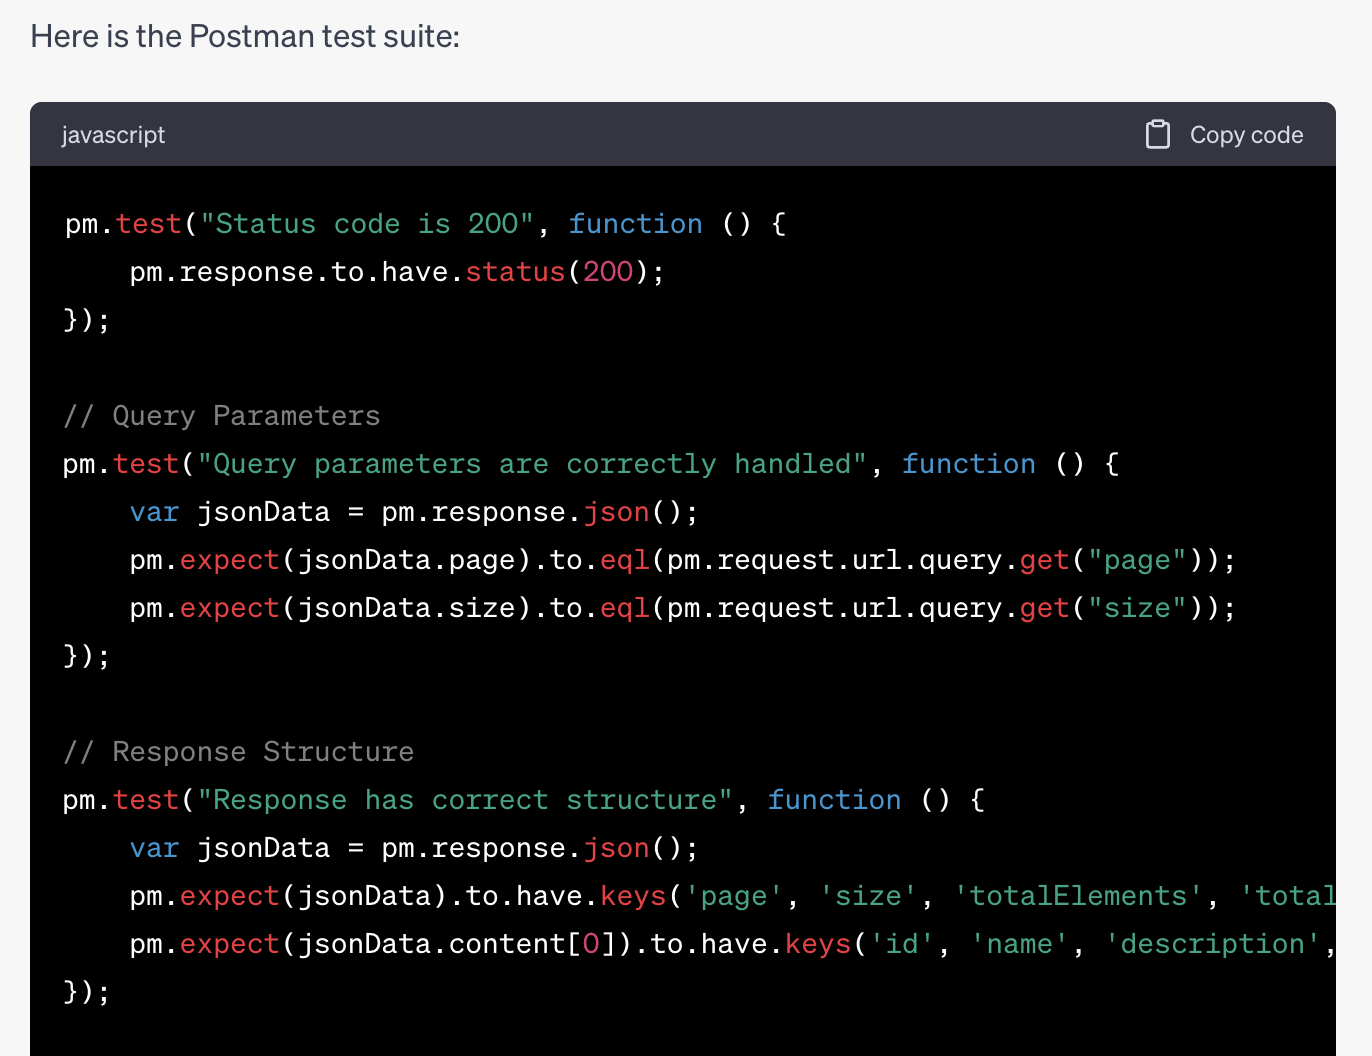 Here is the Postman test suite:
javascript
Copy code
pm.test("Status code is 200", function () {
    pm.response.to.have.status(200);
});
// Query Parameters
pm.test("Query parameters are correctly handled", function () {
    var jsonData = pm.response.json();
    pm.expect(jsonData.page).to.eql(pm.request.url.query.get("page"));
    pm.expect(jsonData.size).to.eql(pm.request.url.query.get("size"));
});
// Response Structure
pm.test("Response has correct structure", function () {
    var jsonData = pm.response.json();
    pm.expect(jsonData).to.have.keys('page', 'size', 'totalElements', 'total
    pm.expect(jsonData.content[0]).to.have.keys('id', 'name', 'description',
});